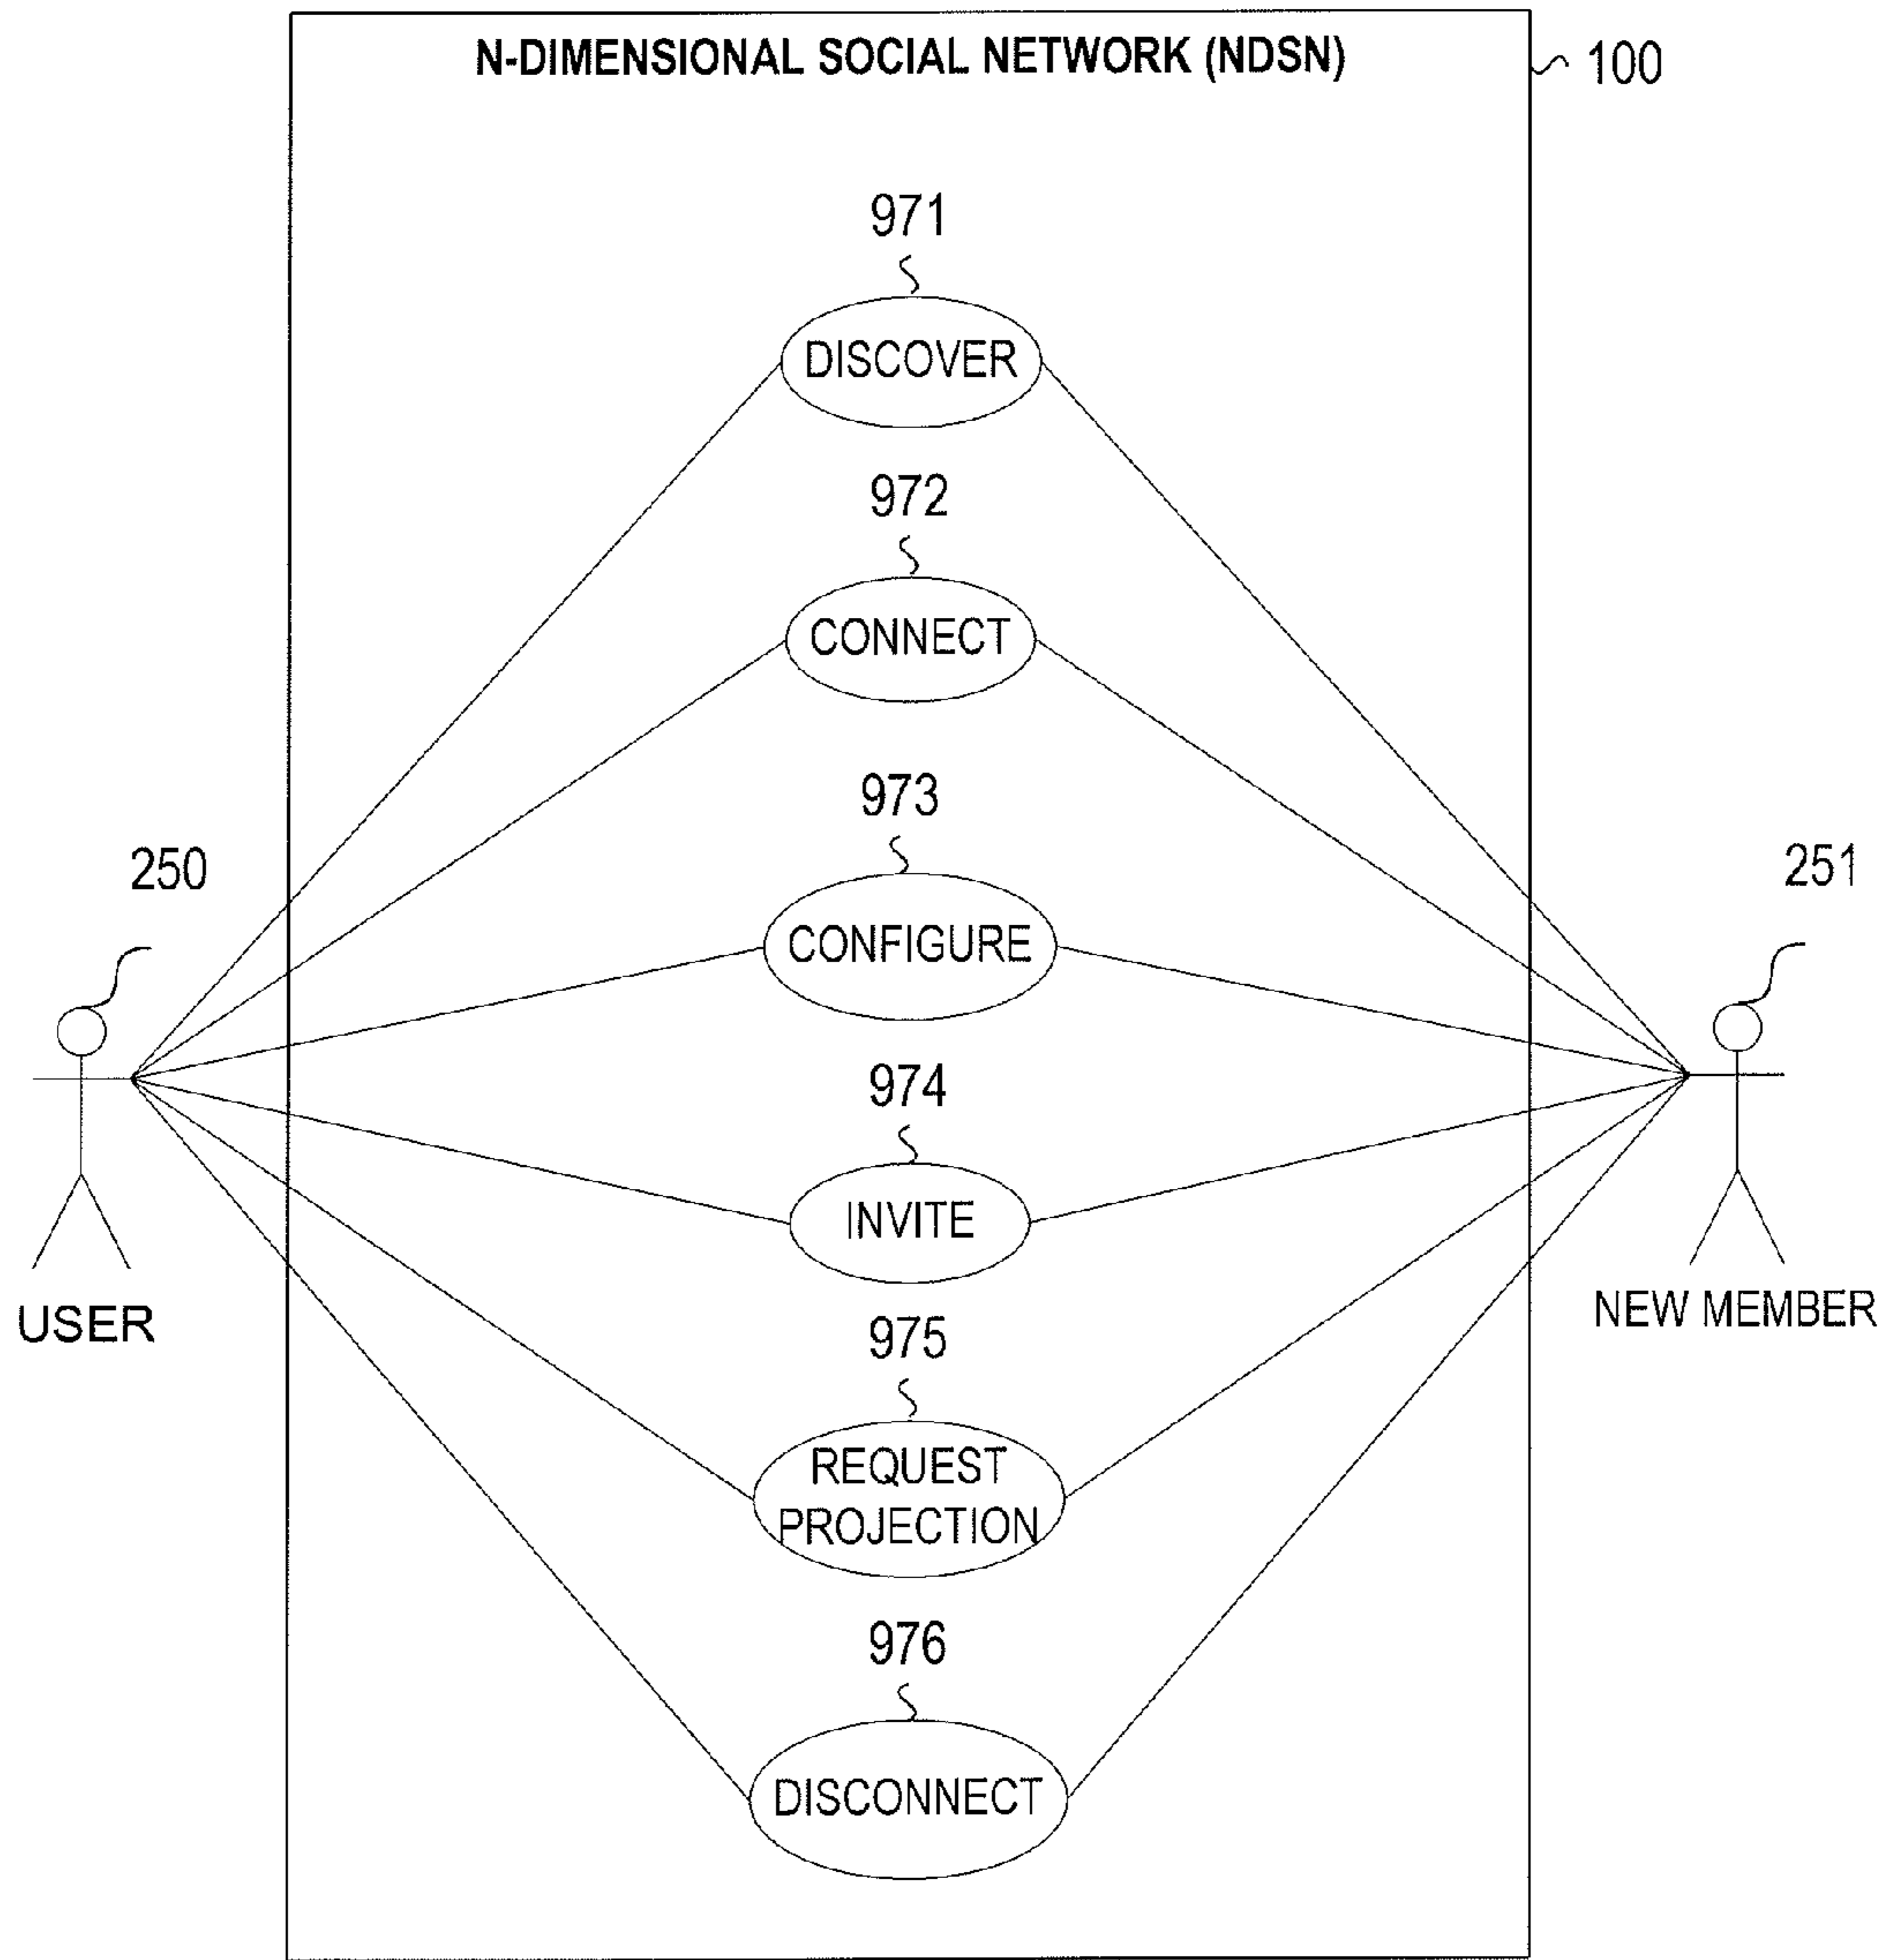 N-DIMENSIONAL SOCIAL NETWORK (NDSN)
100
971
DISCOVER
972
CONNECT
973
CONFIGURE
250
251
974
INVITE
USER
NEW MEMBER
975
REQUEST
PROJECTION
976
DISCONNECT